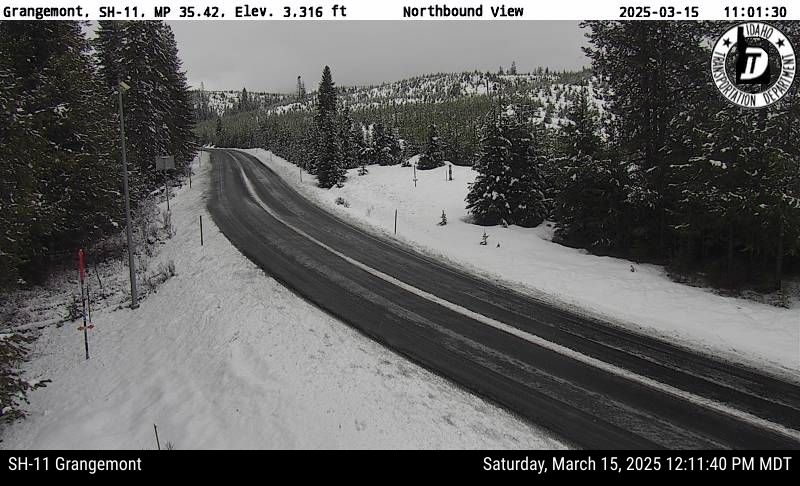 Grangemont, SH-11, MP 35.42, Elev. 3,316 ft Northbound View 2025-03-15 11:01:30
IDAHO
TRANSPORTATION DEPARTMENT
SH-11 Grangemont Saturday, March 15, 2025 12:11:40 PM MDT